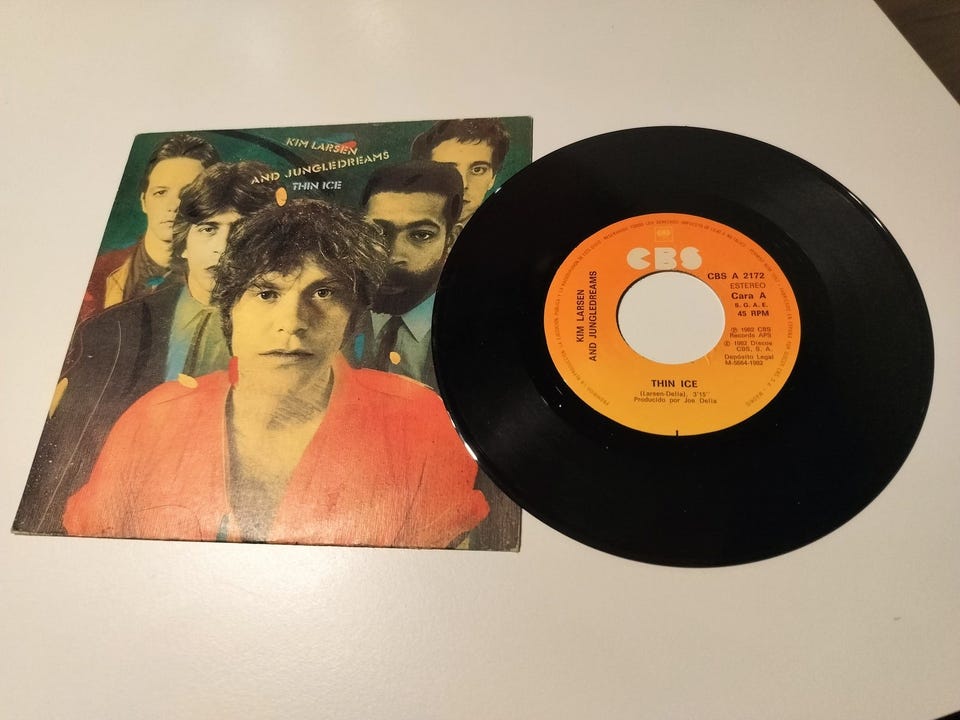 KIM LARSEN
AND JUNGLEDREAMS
THIN ICE
CBS
CBS A 2172
ESTEREO
Cara A
S. G. A. E.
45 RPM
℗ 1982 CBS
Records APS
© 1982 Discos
CBS, S. A.
Depósito Legal
M-5664-1982
KIM LARSEN
AND JUNGLEDREAMS
THIN ICE
(Larsen-Delia), 3'15"
Producido por Joe Delia